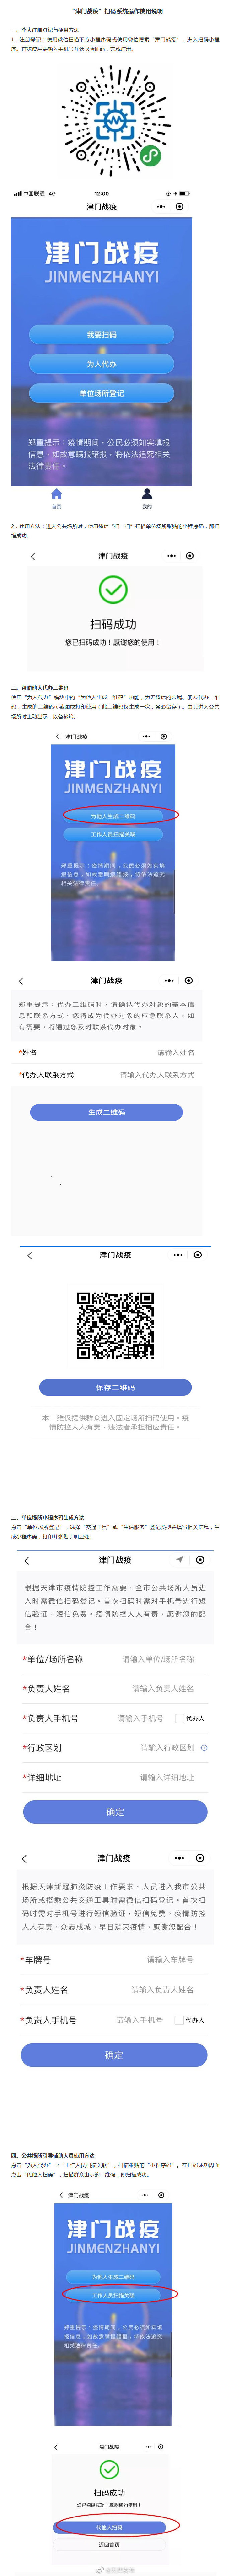 “津门战疫”扫码系统操作使用说明
一、个人注册登记与使用方法
1．注册登记：使用微信扫描下方小程序码或使用微信搜索“津门战疫”，进入扫码小程
序。首次使用需输入手机号并获取验证码，完成注册。
中国联通 4G
12:00
津门战疫
津门战疫
JINMENZHANYI
我要扫码
为人代办
单位场所登记
郑重提示：疫情期间，公民必须如实填报
信息，如故意瞒报错报，将依法追究相关
法律责任。
首页
我的
2．使用方法：进入公共场所时，使用微信“扫一扫”扫描单位场所张贴的小程序码，即扫
描成功。
津门战疫
扫码成功
您已扫码成功！感谢您的使用！
二、帮助他人代办二维码
使用“为人代办”模块中的“为他人生成二维码”功能，为无微信的亲属、朋友代办二维
码，生成的二维码可截图或打印使用（此二维码仅生成一次，务必留存）。由其进入公共
场所时主动出示，以备核验。
津门战疫
津门战疫
JINMENZHANYI
为他人生成二维码
工作人员扫描关联
郑重提示：疫情期间，公民必须如实填
报信息，如故意瞒报错报，将依法追究
相关法律责任。
津门战疫
郑重提示：代办二维码时，请确认代办对象的基本信
息和联系方式。您将成为代办对象的应急联系人，如
有需要，将通过您及时联系代办对象。
*姓名
请输入姓名
*代办人联系方式
请输入代办人联系方式
生成二维码
津门战疫
保存二维码
本二维仅提供群众进入固定场所扫码使用。疫
情防控人人有责，违法者承担相应责任。
三、单位场所小程序码生成方法
点击“单位场所登记”，选择“交通工具”或“生活服务”登记类型并填写相关信息，生
成小程序码，打印并张贴于明显处。
津门战疫
根据天津市疫情防控工作需要，全市公共场所人员进
入时需微信扫码登记。首次扫码时需对手机号进行短
信验证，短信免费。疫情防控人人有责，感谢您的配
合！
*单位/场所名称
请输入单位/场所名称
*负责人姓名
请输入负责人姓名
*负责人手机号
请输入手机号
代办人
*行政区划
请输入行政区划
*详细地址
请输入详细地址
确定
津门战疫
根据天津新冠肺炎防控工作要求，人员进入我市公共
场所或搭乘公共交通工具时需微信扫码登记。首次扫
码时需对手机号进行短信验证，短信免费。疫情防控
人人有责，众志成城，早日消灭疫情，感谢您配合！
*车牌号
请输入车牌号
*负责人姓名
请输入负责人姓名
*负责人手机号
请输入手机号
代办人
确定
四、公共场所引导辅助人员使用方法
点击“为人代办”→“工作人员扫描关联”，扫描张贴的“小程序码”。在扫码成功界面
点击“代他人扫码”，扫描群众出示的二维码，即扫描成功。
津门战疫
津门战疫
JINMENZHANYI
为他人生成二维码
工作人员扫描关联
郑重提示：疫情期间，公民必须如实填
报信息，如故意瞒报错报，将依法追究
相关法律责任。
津门战疫
扫码成功
您已扫码成功！感谢您的使用！
代他人扫码
返回首页